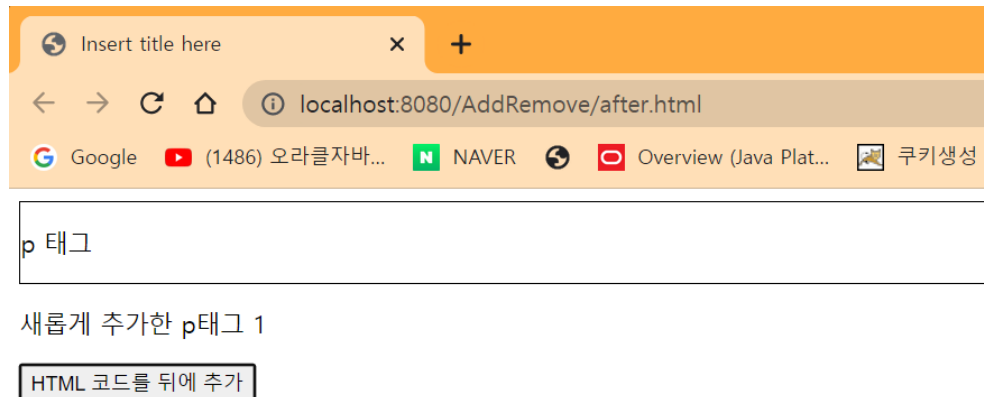 Insert title here
localhost:8080/AddRemove/after.html
Google (1486) 오라클자바... NAVER Overview (Java Plat... 쿠키생성
p 태그
새롭게 추가한 p태그 1
HTML 코드를 뒤에 추가